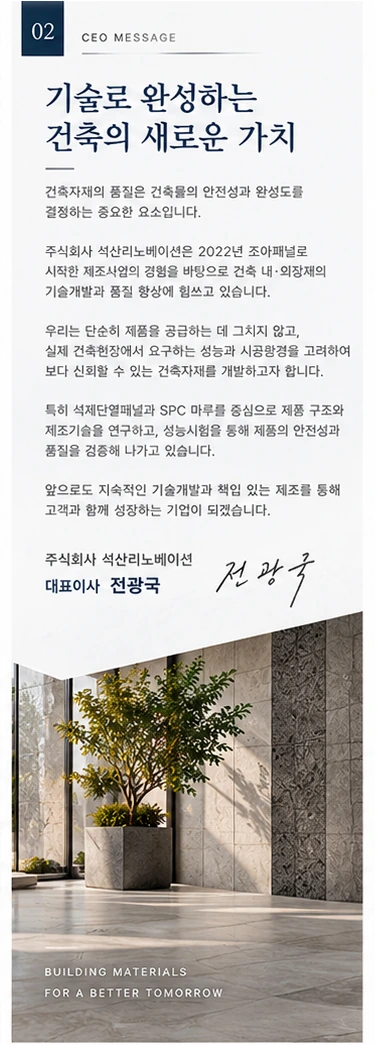 02
CEO MESSAGE
기술로 완성하는
건축의 새로운 가치
건축자재의 품질은 건축물의 안전성과 완성도를
결정하는 중요한 요소입니다.
주식회사 석산리노베이션은 2022년 조아패널로
시작한 제조사업의 경험을 바탕으로 건축 내·외장재의
기술개발과 품질 향상에 힘쓰고 있습니다.
우리는 단순히 제품을 공급하는 데 그치지 않고,
실제 건축현장에서 요구하는 성능과 시공망경을 고려하여
보다 신회할 수 있는 건축자재를 개발하고자 합니다.
특히 석제단열패널과 SPC 마루를 중심으로 제품 구조와
제조기슬을 연구하고, 성능시험을 통해 제품의 안전성과
품질을 검증해 나가고 있습니다.
앞으로도 지숙적인 기술개발과 책임 있는 제조를 통해
고객과 함께 성장하는 기업이 되겠습니다.
주식회사 석산리노베이션
대표이사 전광국
전광국
BUILDING MATERIALS
FOR A BETTER TOMORROW